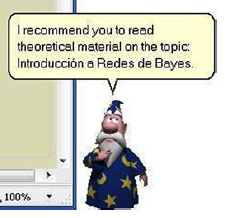 I recommend you to read
theoretical material on the topic:
Introducción a Redes de Bayes.
100%